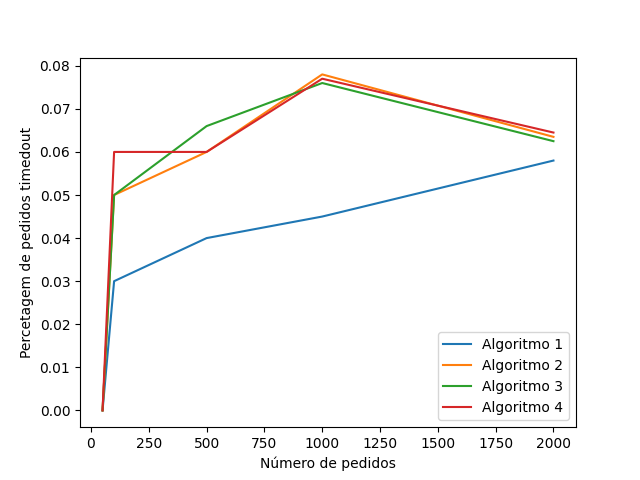 0.08
0.07
0.06
0.05
0.04
0.03
0.02
0.01
0.00
Percetagem de pedidos timedout
Algoritmo 1
Algoritmo 2
Algoritmo 3
Algoritmo 4
0 250 500 750 1000 1250 1500 1750 2000
Número de pedidos